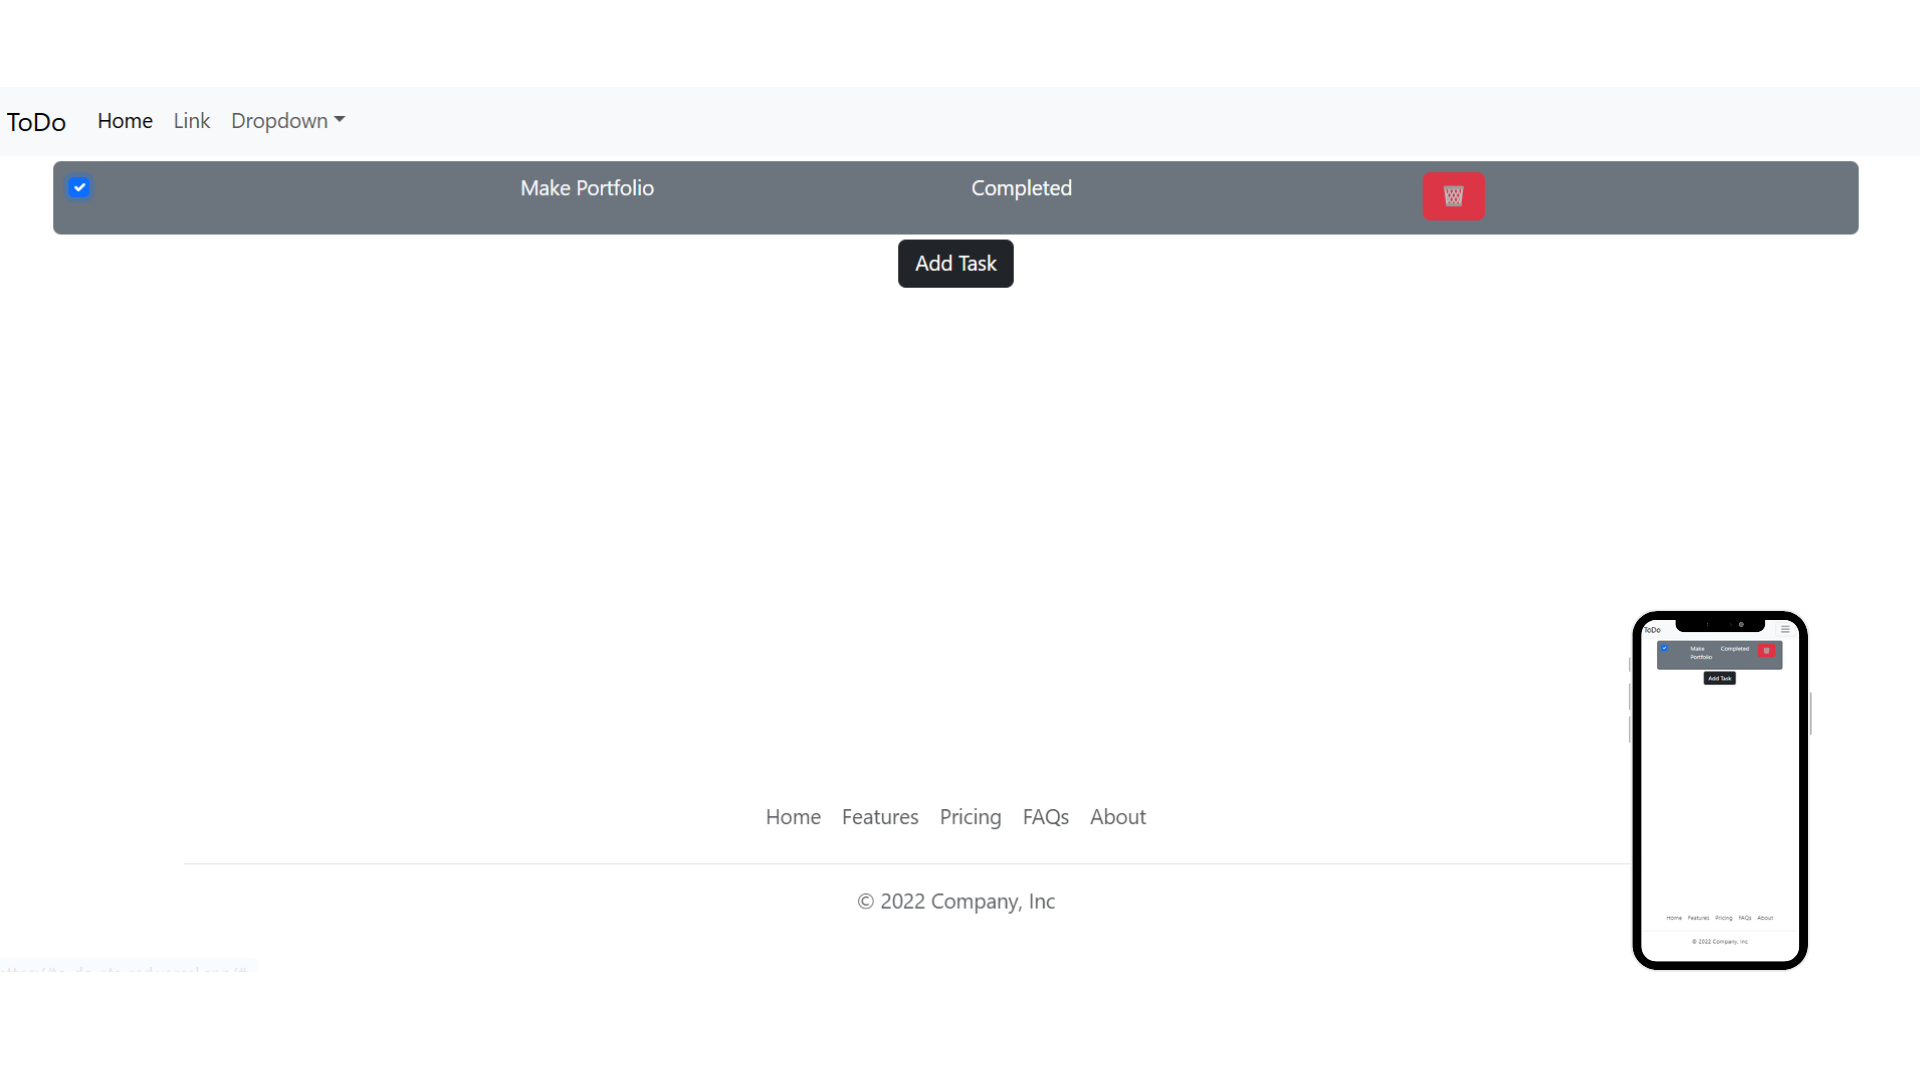 ToDo Home Link Dropdown
Make Portfolio Completed
Add Task
Home Features Pricing FAQs About
© 2022 Company, Inc
ToDo
Make Completed
Portfolio
Add Task
Home Features Pricing FAQs About
© 2022 Company, Inc